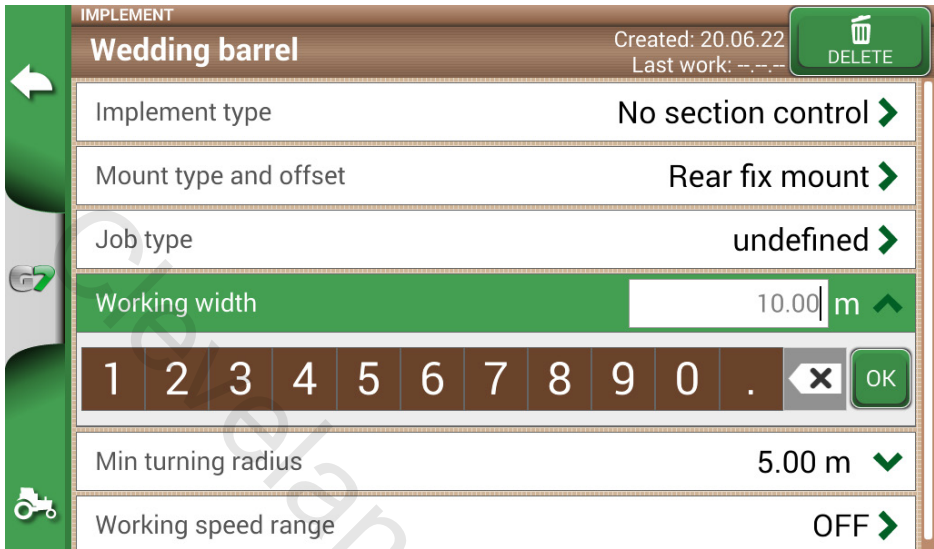 IMPLEMENT
Wedding barrel
Created: 20.06.22
Last work: --.--.--
DELETE
Implement type
No section control
Mount type and offset
Rear fix mount
Job type
undefined
G7
Working width
10.00 m
1 2 3 4 5 6 7 8 9 0 .
OK
Min turning radius
5.00 m
Working speed range
OFF
Clevelan